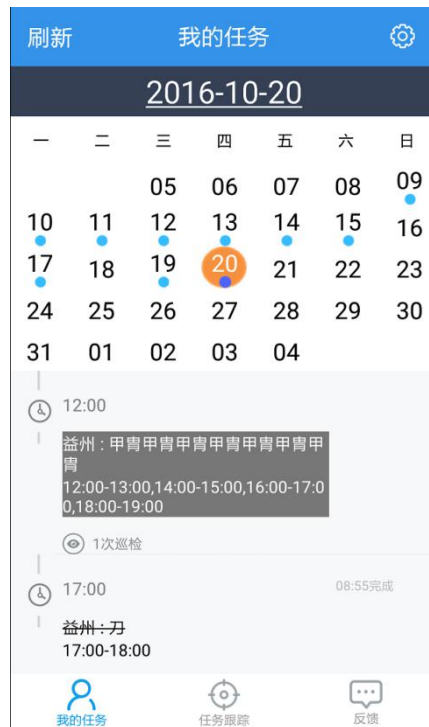 刷新 我的任务
2016-10-20
一 二 三 四 五 六 日
05 06 07 08 09
10 11 12 13 14 15 16
17 18 19 20 21 22 23
24 25 26 27 28 29 30
31 01 02 03 04
12:00
益州 : 甲胄甲胄甲甲胄甲胄甲胄甲胄甲
胄
12:00-13:00,14:00-15:00,16:00-17:0
0,18:00-19:00
1次巡检
17:00 08:55完成
益州 : 刀
17:00-18:00
我的任务 任务跟踪 反馈